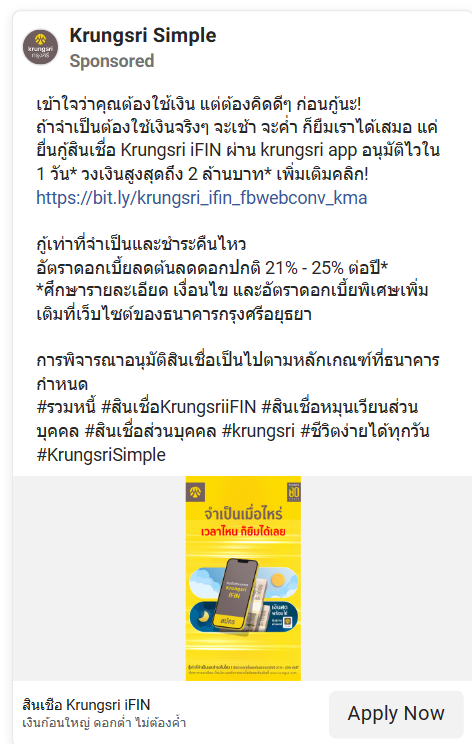 Krungsri Simple
Sponsored
krungsri
กรุงศรี
เข้าใจว่าคุณต้องใช้เงิน แต่ต้องคิดดีๆ ก่อนกู้นะ!
ถ้าจำเป็นต้องใช้เงินจริงๆ จะเช้า จะค่ำ ก็ยืมเราได้เสมอ แค่
ยื่นกู้สินเชื่อ Krungsri iFIN ผ่าน krungsri app อนุมัติไวใน
1 วัน* วงเงินสูงสุดถึง 2 ล้านบาท* เพิ่มเติมคลิก!
https://bit.ly/krungsri_ifin_fbwebconv_kma
กู้เท่าที่จำเป็นและชำระคืนไหว
อัตราดอกเบี้ยลดต้นลดดอกปกติ 21% - 25% ต่อปี*
*ศึกษารายละเอียด เงื่อนไข และอัตราดอกเบี้ยพิเศษเพิ่ม
เติมที่เว็บไซต์ของธนาคารกรุงศรีอยุธยา
การพิจารณาอนุมัติสินเชื่อเป็นไปตามหลักเกณฑ์ที่ธนาคาร
กำหนด
#รวมหนี้ #สินเชื่อKrungsriiFIN #สินเชื่อหมุนเวียนส่วน
บุคคล #สินเชื่อส่วนบุคคล #krungsri #ชีวิตง่ายได้ทุกวัน
#KrungsriSimple
จำเป็นเมื่อไหร่
เวลาไหน ก็ยืมได้เลย
Krungsri
iFIN
สมัคร
สินเชื่อ Krungsri iFIN
เงินก้อนใหญ่ ดอกต่ำ ไม่ต้องค้ำ
Apply Now